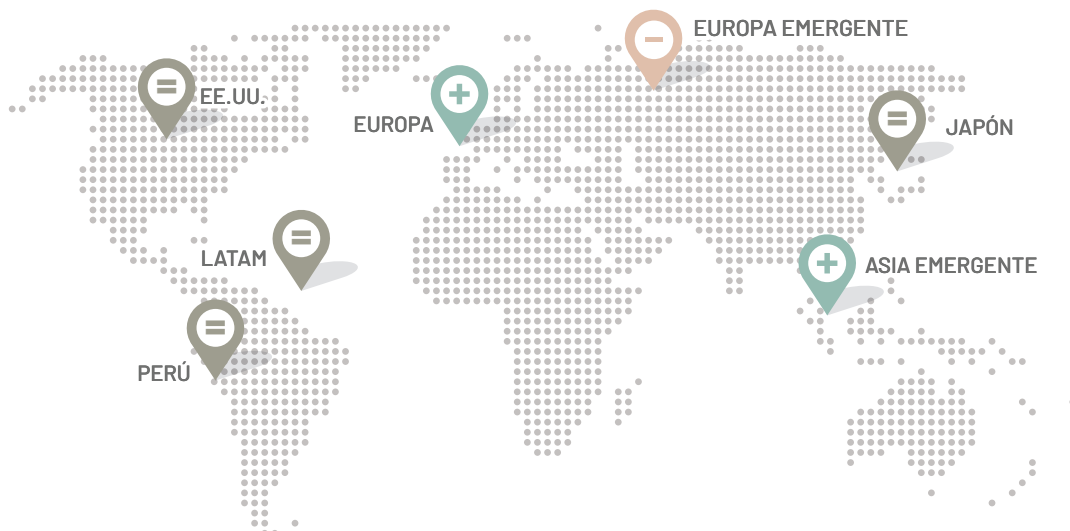 EUROPA EMERGENTE
EE.UU.
EUROPA
JAPÓN
LATAM
ASIA EMERGENTE
PERÚ